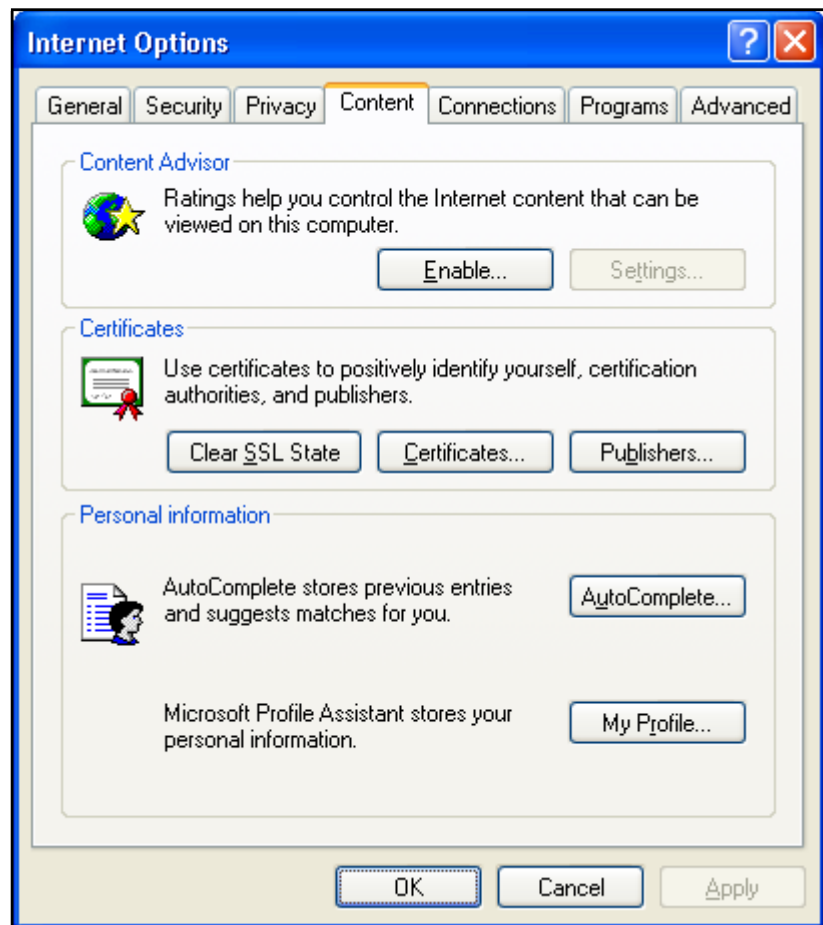 Internet Options
?
General Security Privacy Content Connections Programs Advanced
Content Advisor
Ratings help you control the Internet content that can be
viewed on this computer.
Enable... Settings...
Certificates
Use certificates to positively identify yourself, certification
authorities, and publishers.
Clear SSL State Certificates... Publishers...
Personal information
AutoComplete stores previous entries
and suggests matches for you.
AutoComplete...
Microsoft Profile Assistant stores your
personal information.
My Profile...
OK Cancel Apply